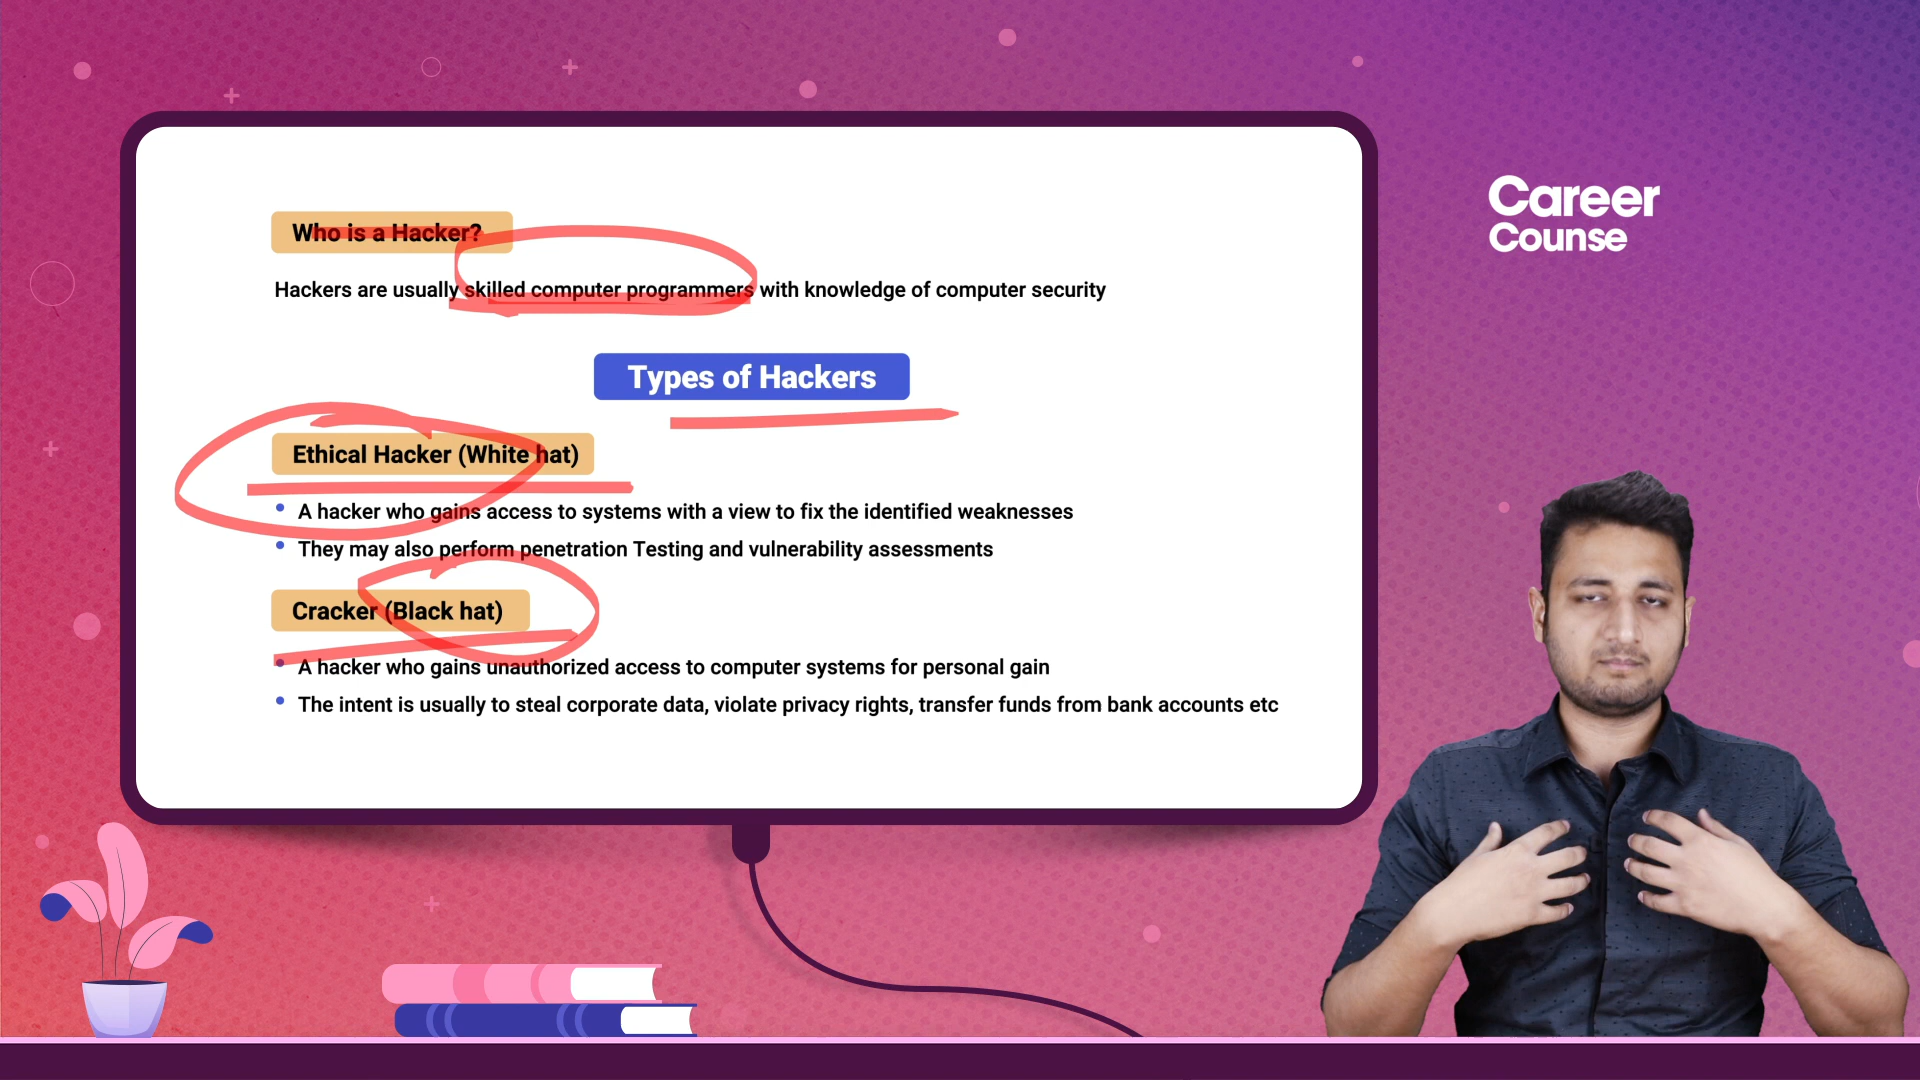 Career
Counse
Who is a Hacker?
Hackers are usually skilled computer programmers with knowledge of computer security
Types of Hackers
Ethical Hacker (White hat)
A hacker who gains access to systems with a view to fix the identified weaknesses
They may also perform penetration Testing and vulnerability assessments
Cracker (Black hat)
A hacker who gains unauthorized access to computer systems for personal gain
The intent is usually to steal corporate data, violate privacy rights, transfer funds from bank accounts etc